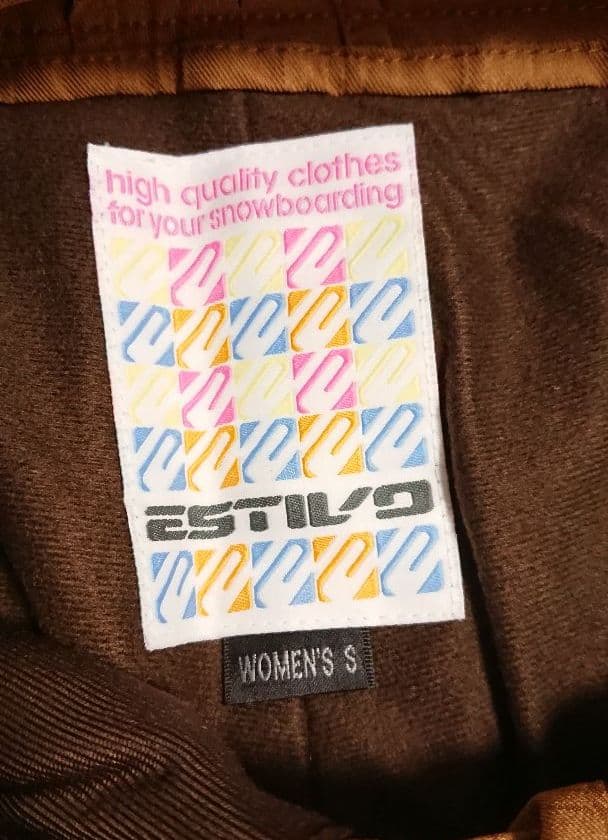 high quality clothes
for your snowboarding
ESTIVO
WOMEN'S S